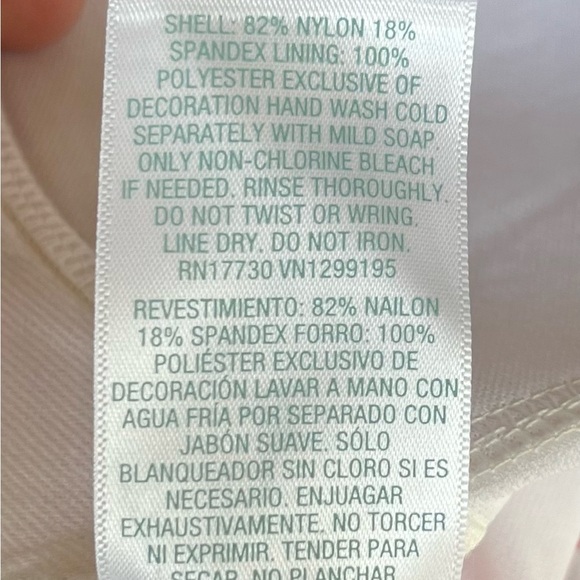 SHELL: 82% NYLON 18%
SPANDEX LINING: 100%
POLYESTER EXCLUSIVE OF
DECORATION HAND WASH COLD
SEPARATELY WITH MILD SOAP.
ONLY NON-CHLORINE BLEACH
IF NEEDED. RINSE THOROUGHLY.
DO NOT TWIST OR WRING.
LINE DRY. DO NOT IRON.
RN17730 VN1299195
REVESTIMIENTO: 82% NAILON
18% SPANDEX FORRO: 100%
POLIÉSTER EXCLUSIVO DE
DECORACIÓN LAVAR A MANO CON
AGUA FRÍA POR SEPARADO CON
JABÓN SUAVE. SÓLO
BLANQUEADOR SIN CLORO SI ES
NECESARIO. ENJUAGAR
EXHAUSTIVAMENTE. NO TORCER
NI EXPRIMIR. TENDER PARA
SECAR. NO PLANCHAR